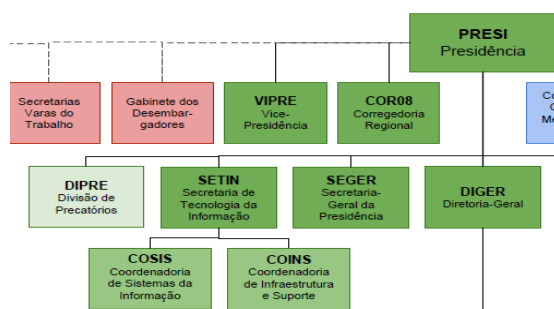 PRESI
Presidência
Secretarias
Varas do
Trabalho
Gabinete dos
Desembar-
gadores
VIPRE
Vice-
Presidência
COR08
Corregedoria
Regional
DIPRE
Divisão de
Precatórios
SETIN
Secretaria de
Tecnologia da
Informação
SEGER
Secretaria-
Geral da
Presidência
DIGER
Diretoria-Geral
COSIS
Coordenadoria
de Sistemas da
Informação
COINS
Coordenadoria
de Infraestrutura
e Suporte